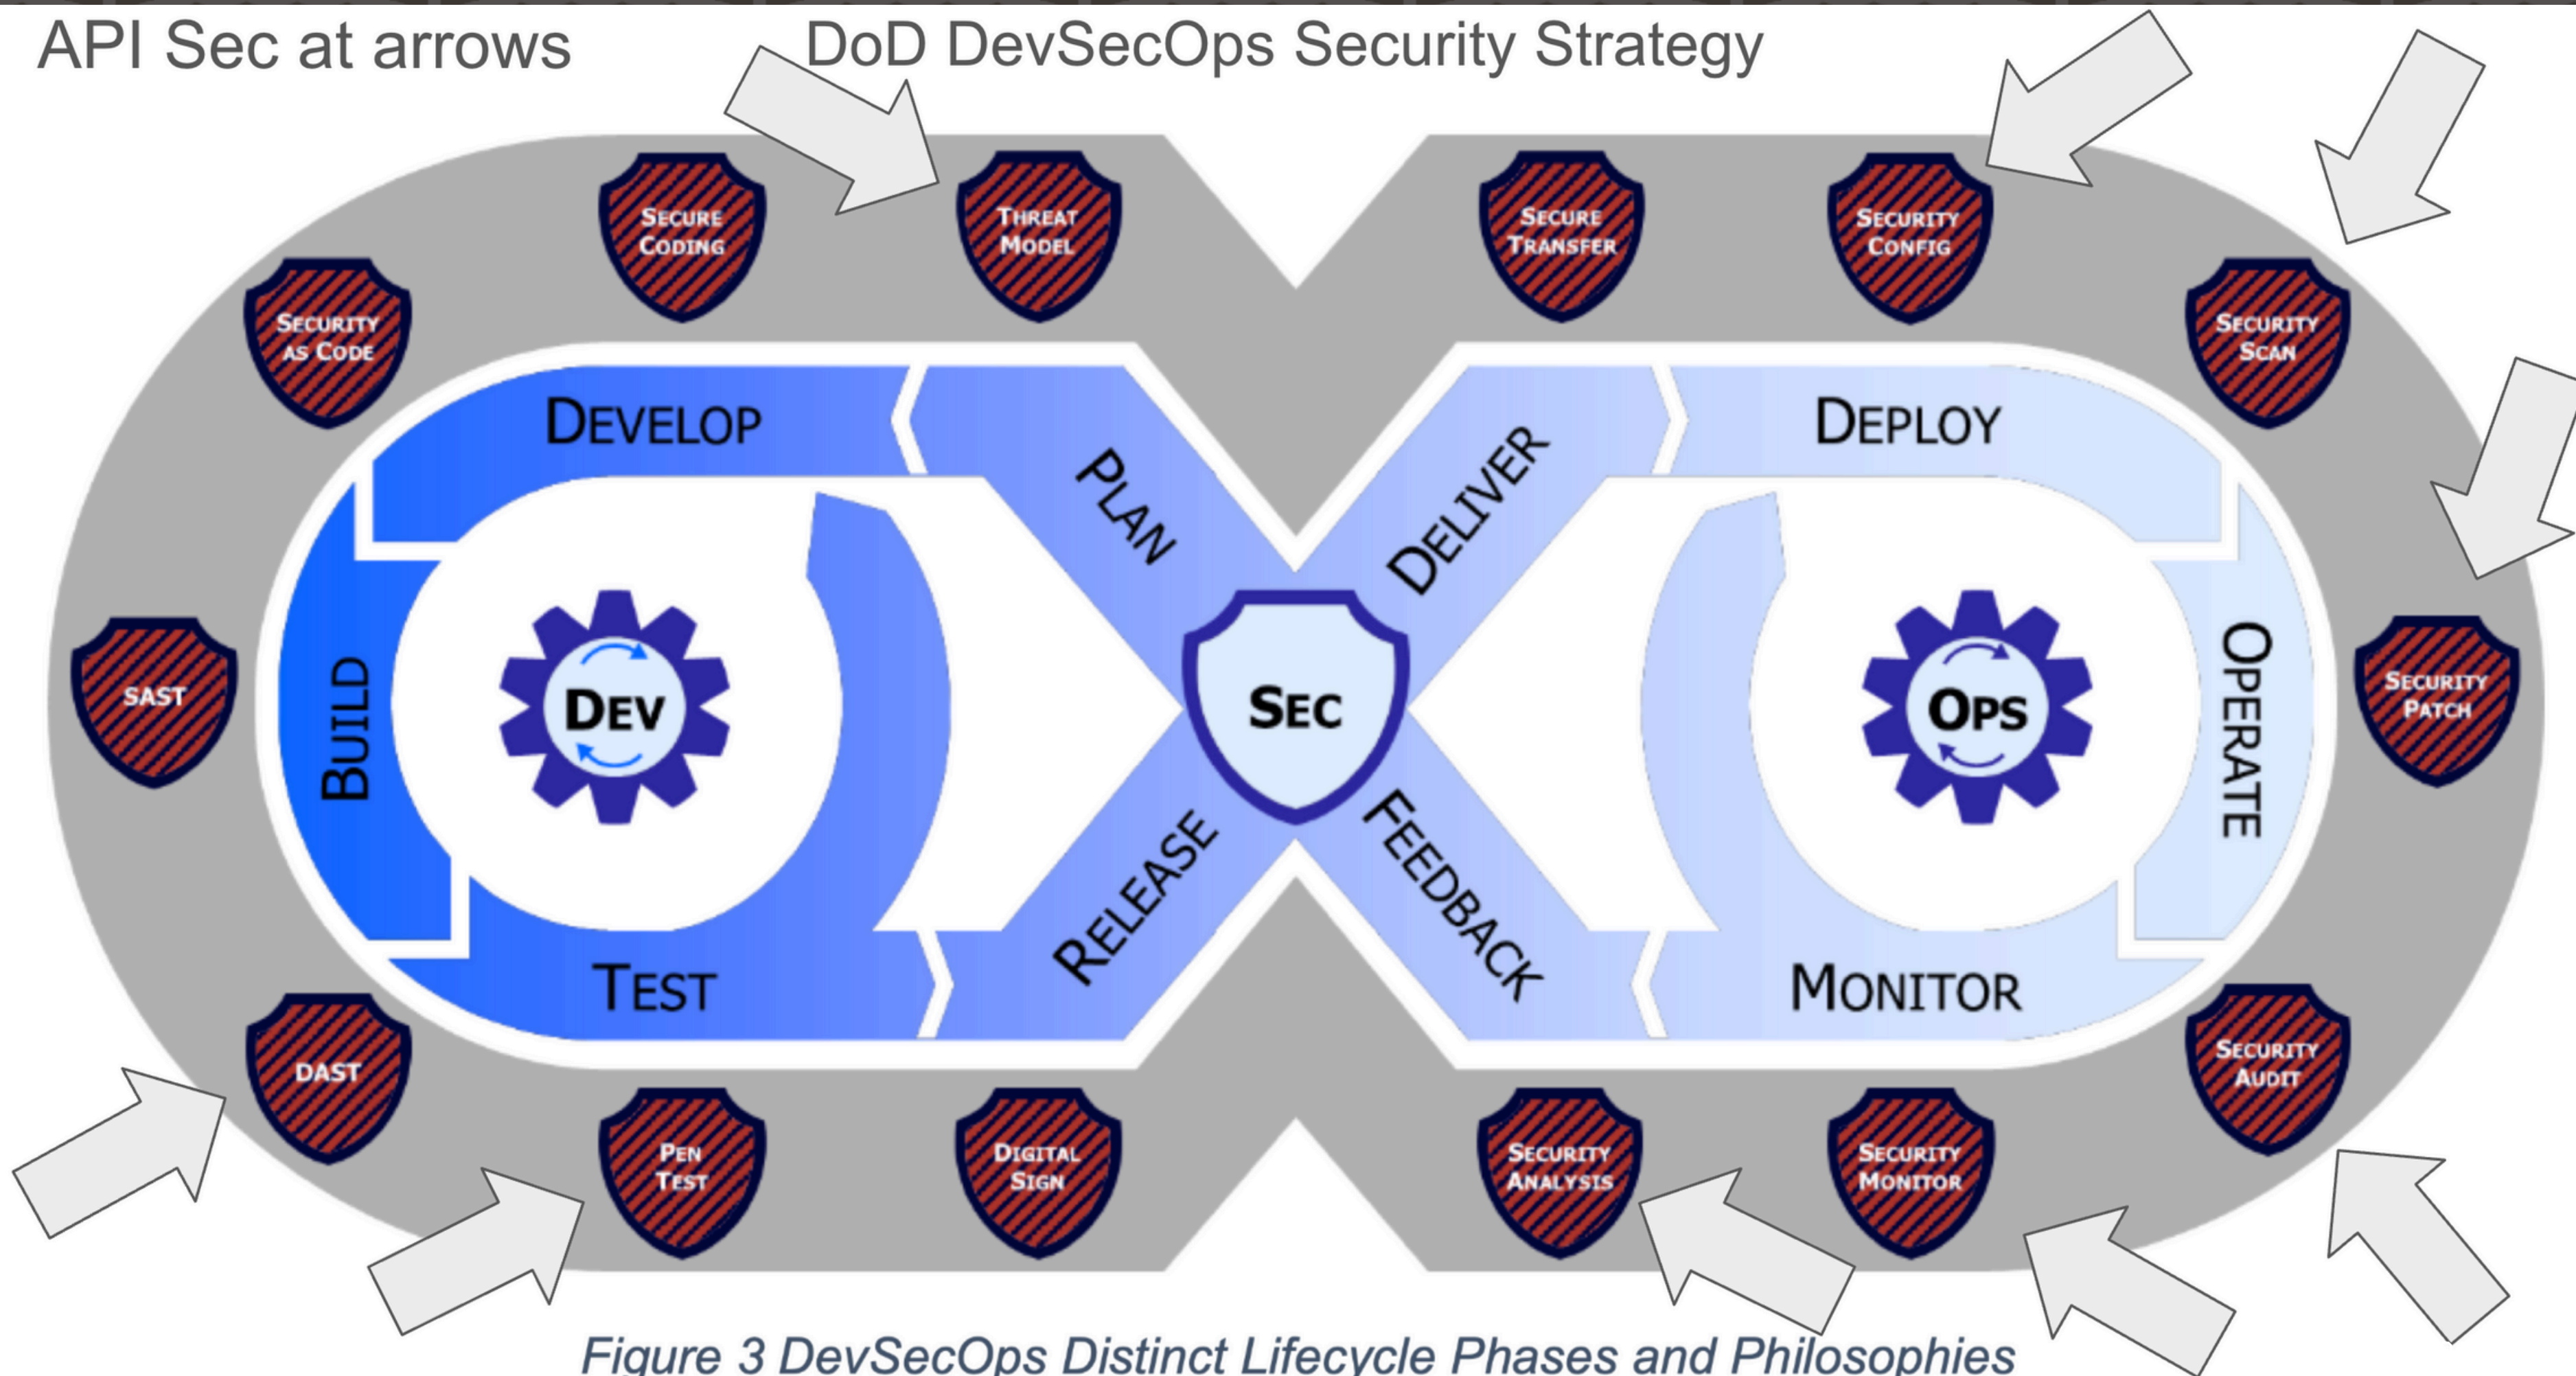 API Sec at arrows
DoD DevSecOps Security Strategy
SECURE
CODING
THREAT
MODEL
SECURE
TRANSFER
SECURITY
CONFIG
SECURITY
AS CODE
SECURITY
SCAN
DEVELOP
PLAN
DELIVER
DEPLOY
SAST
BUILD
DEV
SEC
OPS
OPERATE
SECURITY
PATCH
TEST
RELEASE
FEEDBACK
MONITOR
DAST
PEN
TEST
DIGITAL
SIGN
SECURITY
ANALYSIS
SECURITY
MONITOR
SECURITY
AUDIT
Figure 3 DevSecOps Distinct Lifecycle Phases and Philosophies